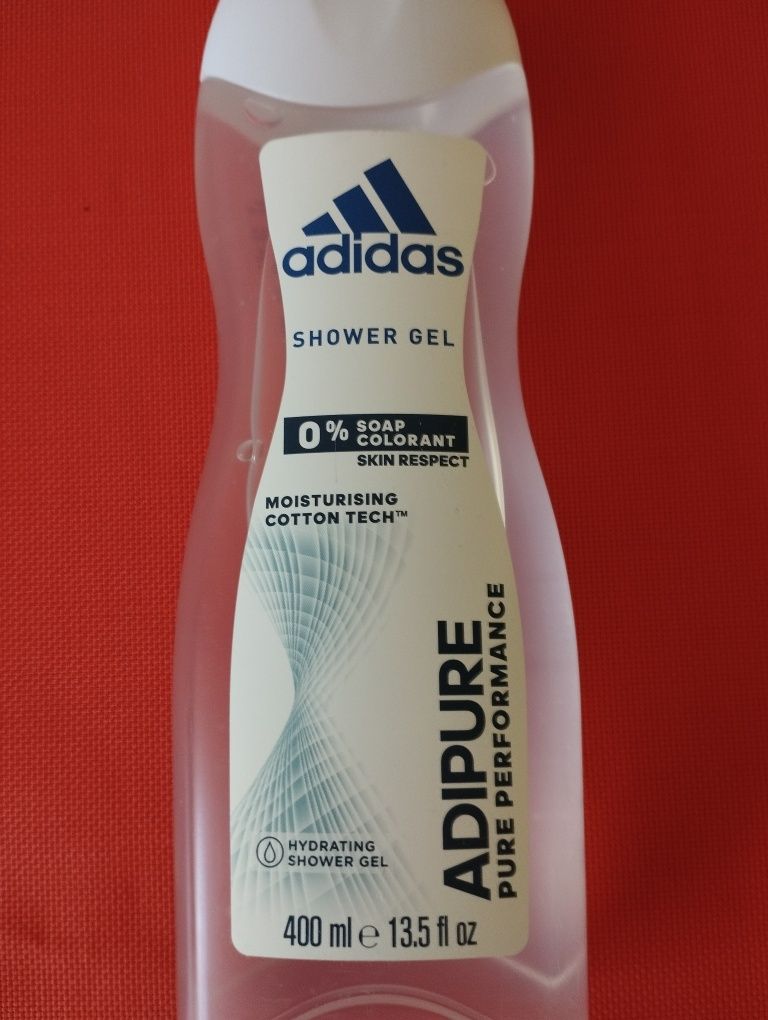 adidas
SHOWER GEL
0% SOAP
COLORANT
SKIN RESPECT
MOISTURISING
COTTON TECH™
ADIPURE
PURE PERFORMANCE
HYDRATING
SHOWER GEL
400 ml e 13.5 fl oz